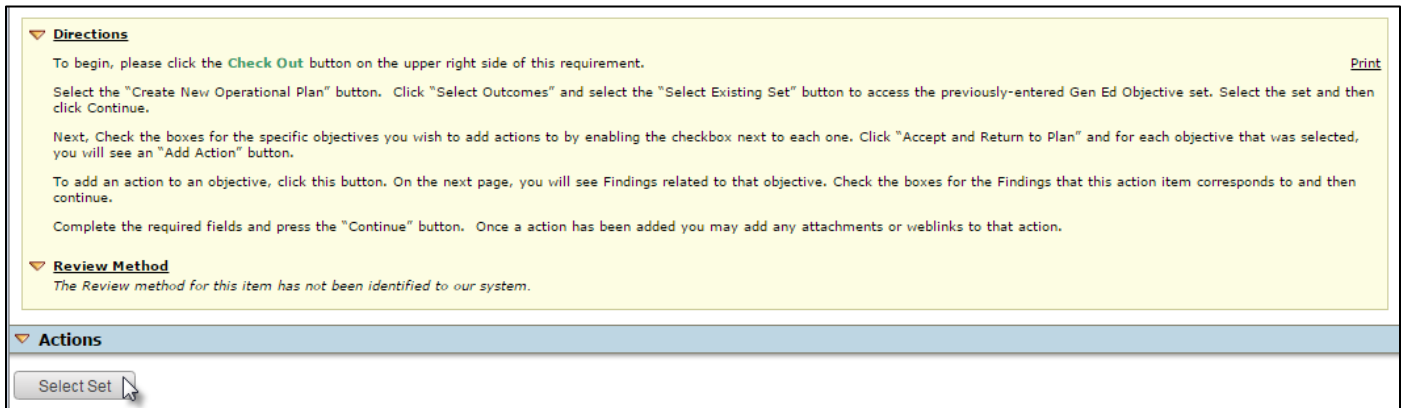 Directions
To begin, please click the Check Out button on the upper right side of this requirement.
Print
Select the “Create New Operational Plan” button.  Click “Select Outcomes” and select the “Select Existing Set” button to access the previously-entered Gen Ed Objective set. Select the set and then
click Continue.
Next, Check the boxes for the specific objectives you wish to add actions to by enabling the checkbox next to each one. Click “Accept and Return to Plan” and for each objective that was selected,
you will see an “Add Action” button.
To add an action to an objective, click this button. On the next page, you will see Findings related to that objective. Check the boxes for the Findings that this action item corresponds to and then
continue.
Complete the required fields and press the “Continue” button.  Once a action has been added you may add any attachments or weblinks to that action.
Review Method
The Review method for this item has not been identified to our system.
Actions
Select Set